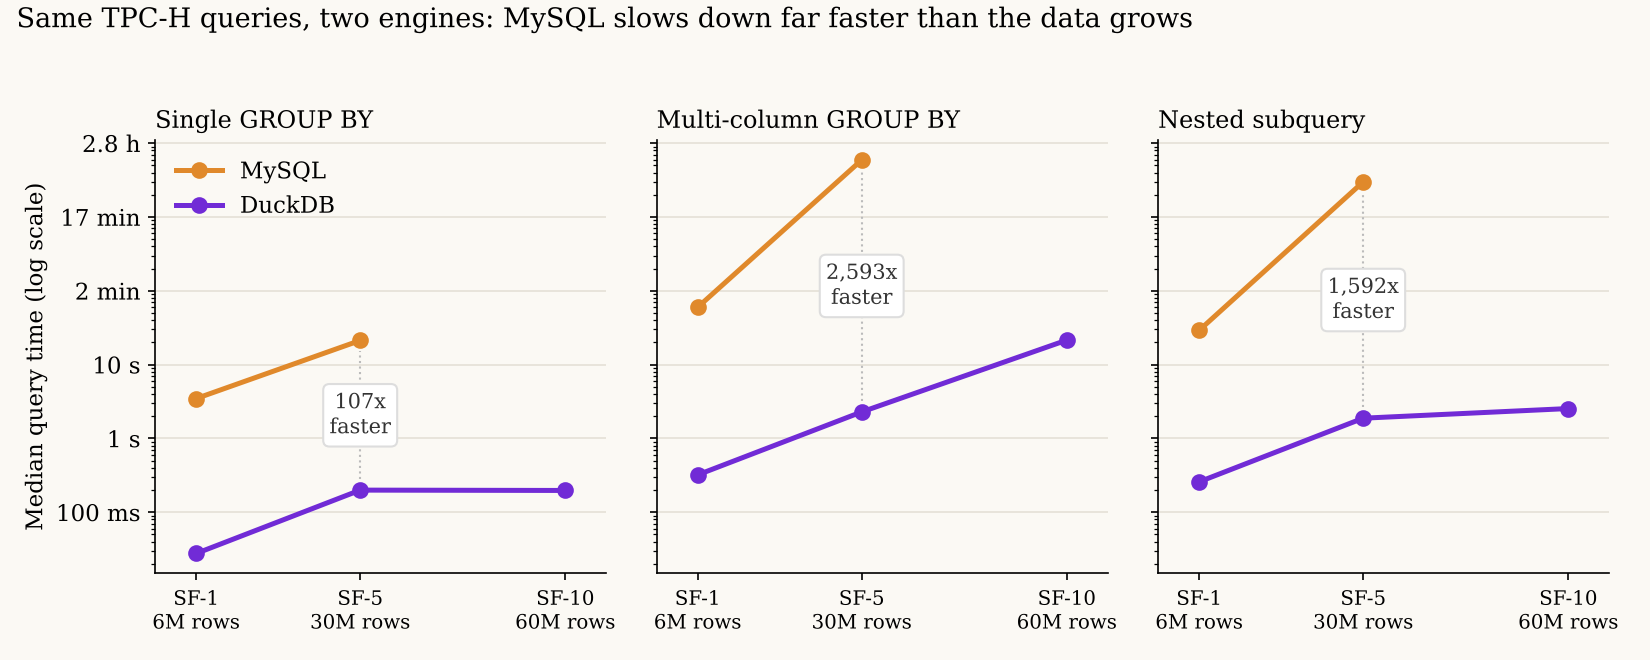 Same TPC-H queries, two engines: MySQL slows down far faster than the data grows
Median query time (log scale)
2.8 h
17 min
2 min
10 s
1 s
100 ms
Single GROUP BY
MySQL
DuckDB
107x
faster
SF-1
6M rows
SF-5
30M rows
SF-10
60M rows
Multi-column GROUP BY
2,593x
faster
SF-1
6M rows
SF-5
30M rows
SF-10
60M rows
Nested subquery
1,592x
faster
SF-1
6M rows
SF-5
30M rows
SF-10
60M rows